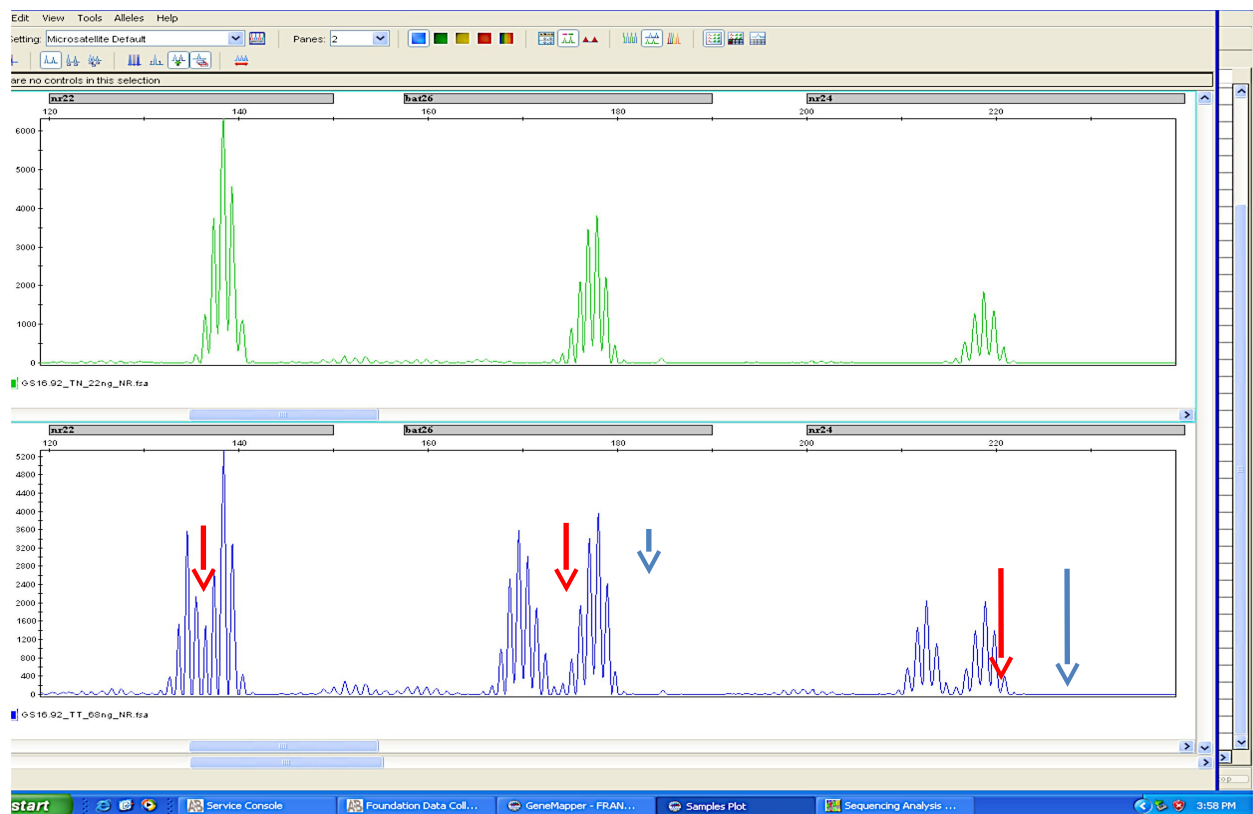 Edit View Tools Alleles Help
Setting: Microsatellite Default Panes: 2
are no controls in this selection
nr22 bat26 nr24
120 140 160 180 200 220
6000
5000
4000
3000
2000
1000
0
GS16.92_TN_22ng_NR.fsa
nr22 bat26 nr24
120 140 160 180 200 220
5200
4800
4400
4000
3600
3200
2800
2400
2000
1600
1200
800
400
0
GS16.92_TT_68ng_NR.fsa
start Service Console Foundation Data Coll... GeneMapper - FRAN... Samples Plot Sequencing Analysis ... 3:58 PM